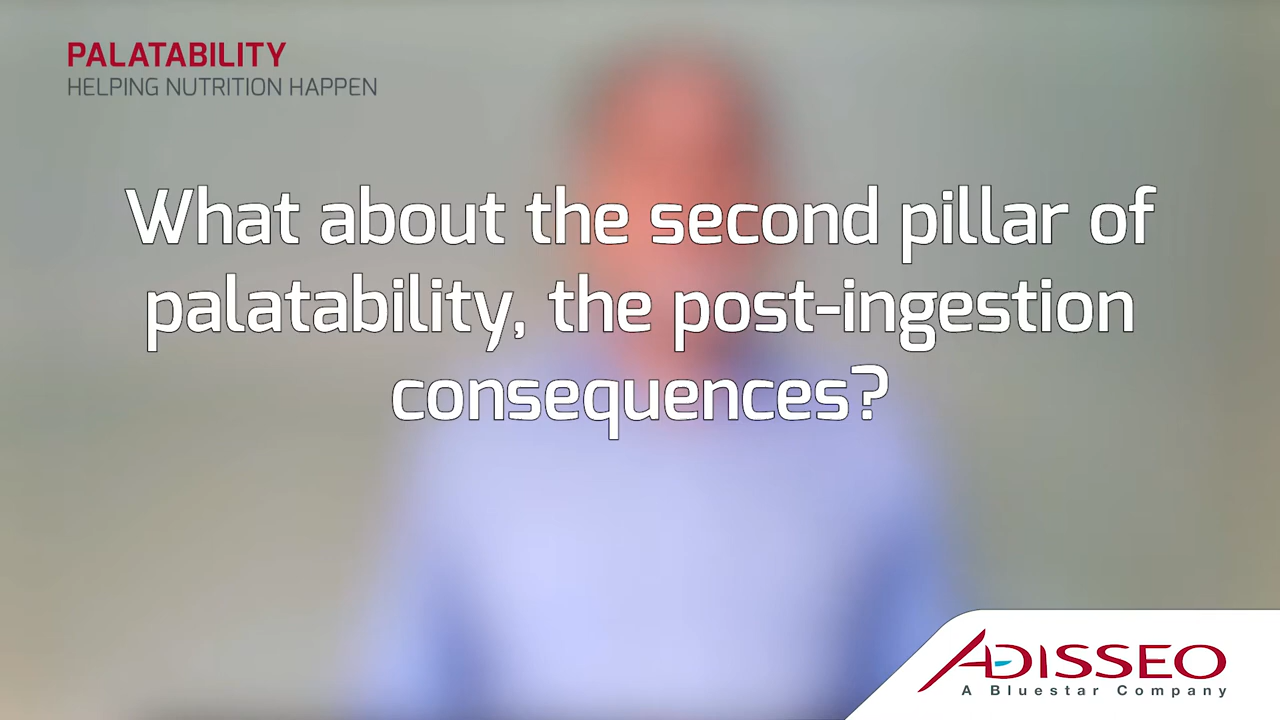 PALATABILITY
HELPING NUTRITION HAPPEN
What about the second pillar of
palatability, the post-ingestion
consequences?
ADISSEO
A Bluestar Company